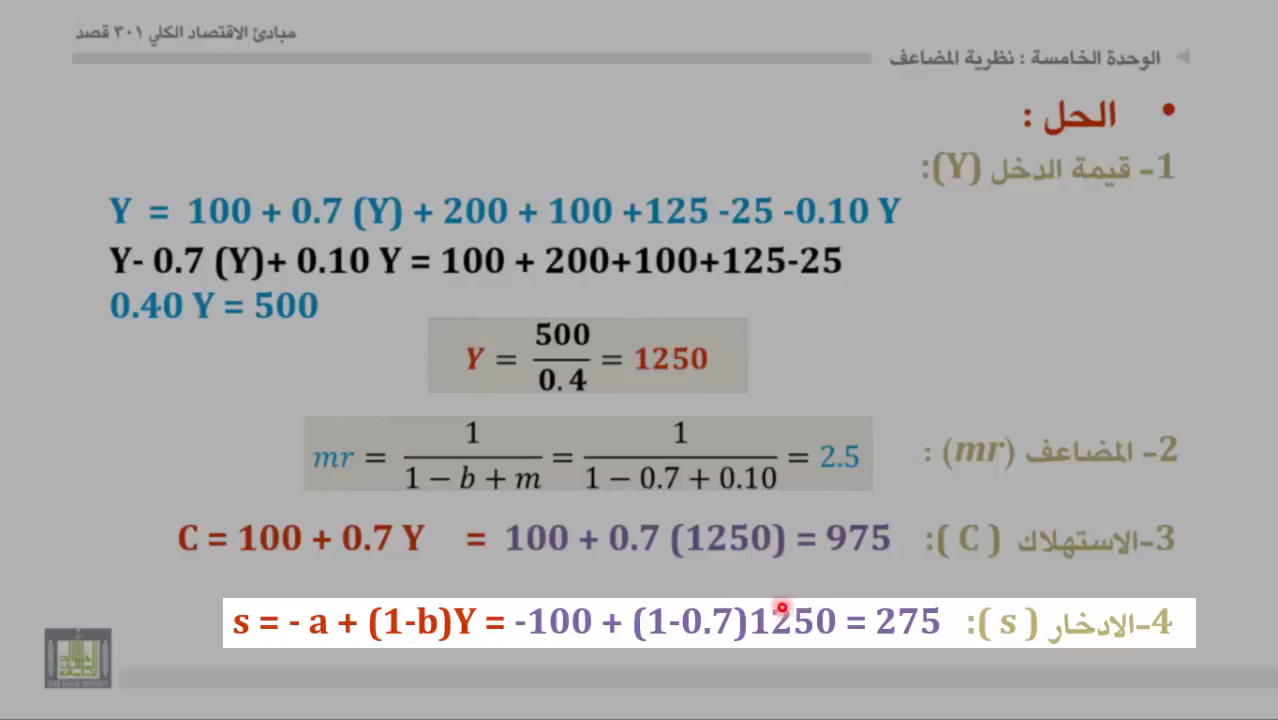 مبادئ الاقتصاد الكلي ٣٠١ قصد
الوحدة الخامسة : نظرية المضاعف
• الحل :
1- قيمة الدخل (Y):
Y = 100 + 0.7 (Y) + 200 + 100 +125 -25 -0.10 Y
Y- 0.7 (Y)+ 0.10 Y = 100 + 200+100+125-25
0.40 Y = 500
Y = 500/0.4 = 1250
2- المضاعف (mr) :
mr = 1/(1 − b + m) = 1/(1 − 0.7 + 0.10) = 2.5
3-الاستهلاك ( C ):
C = 100 + 0.7 Y = 100 + 0.7 (1250) = 975
4-الادخار ( s ):
s = - a + (1-b)Y = -100 + (1-0.7)1250 = 275